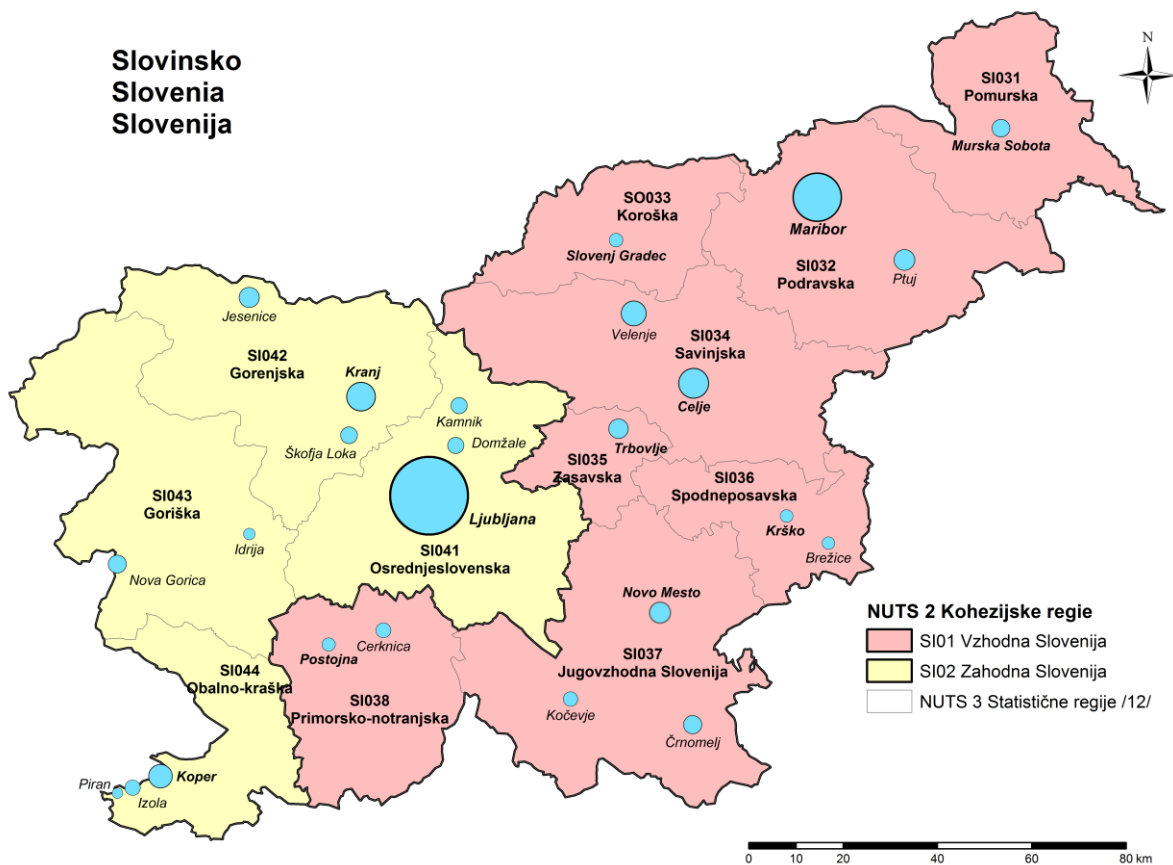 Slovinsko
Slovenia
Slovenija
N
SI031
Pomurska
Murska Sobota
SO033
Koroška
Slovenj Gradec
Maribor
SI032
Podravska
Ptuj
Jesenice
Velenje
SI034
Savinjska
SI042
Gorenjska
Kranj
Celje
Kamnik
Škofja Loka
Domžale
Trbovlje
SI035
Zasavska
SI036
Spodneposavska
SI043
Goriška
Ljubljana
Krško
Idrija
SI041
Osrednjeslovenska
Brežice
Nova Gorica
Novo Mesto
Postojna
Cerknica
SI044
Obalno-kraška
SI037
Jugovzhodna Slovenija
SI038
Primorsko-notranjska
Kočevje
Črnomelj
Koper
Piran
Izola
NUTS 2 Kohezijske regie
SI01 Vzhodna Slovenija
SI02 Zahodna Slovenija
NUTS 3 Statistične regije /12/
0 10 20 40 60 80 km